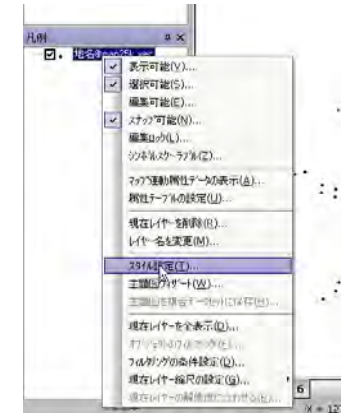 凡例
表示可能(V)...
選択可能(S)...
編集可能(E)...
スナップ可能(N)...
編集ロック(L)...
シンボルスケーラブル(Z)...
マップ連動属性データの表示(A)...
属性テーブルの設定(U)...
現在レイヤーを削除(R)...
レイヤー名を変更(M)...
スタイル設定(T)...
主題図ウィザード(W)...
現在レイヤーを全表示(D)...
フィルタリングの条件設定(O)...
現在レイヤー縮尺の設定(G)...
6